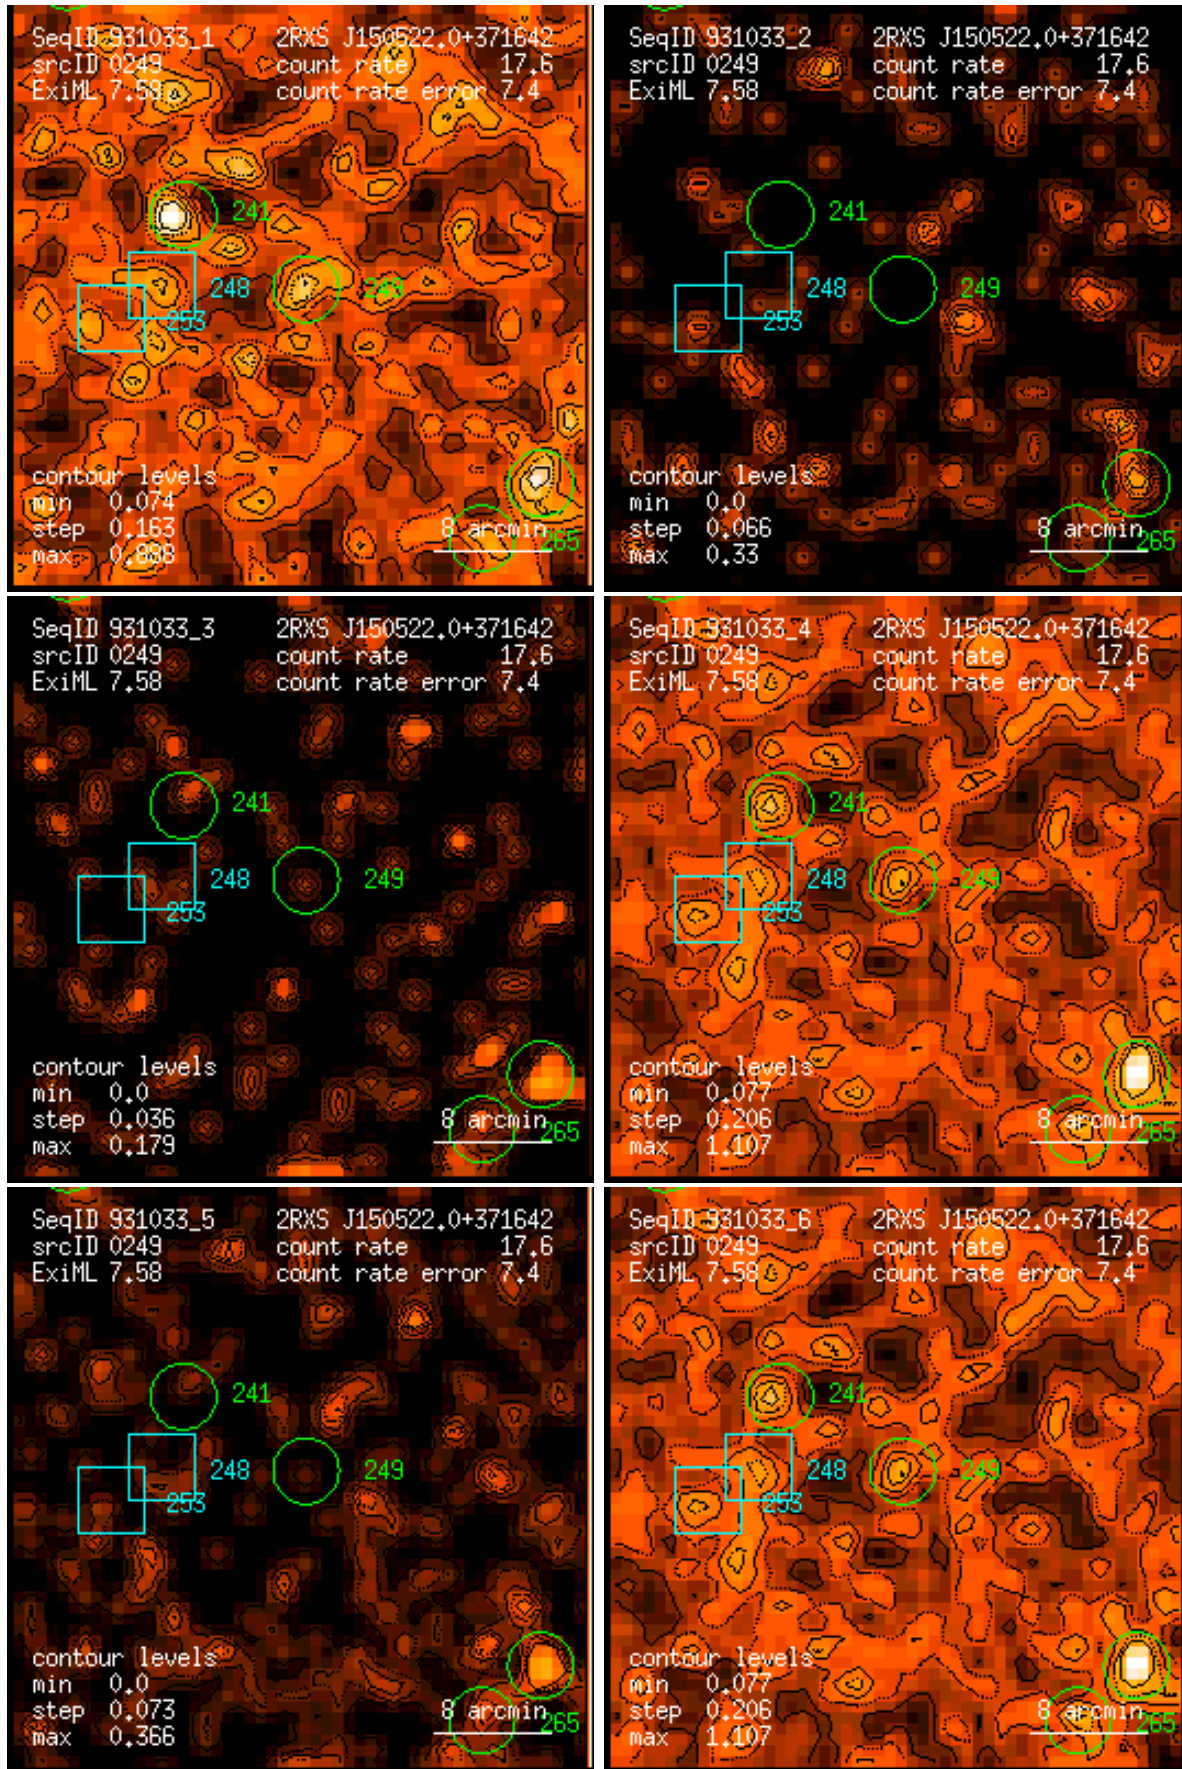 SeqID 931033_1 2RXS J150522.0+371642
srcID 0249 count rate 17.6
ExiML 7.58 count rate error 7.4
241
248 249
253
contour levels
min 0.074
step 0.163 8 arcmin 265
max 0.888
SeqID 931033_2 2RXS J150522.0+371642
srcID 0249 count rate 17.6
ExiML 7.58 count rate error 7.4
241
248 249
253
contour levels
min 0.0
step 0.066 8 arcmin 265
max 0.33
SeqID 931033_3 2RXS J150522.0+371642
srcID 0249 count rate 17.6
ExiML 7.58 count rate error 7.4
241
248 249
253
contour levels
min 0.0
step 0.036 8 arcmin 265
max 0.179
SeqID 931033_4 2RXS J150522.0+371642
srcID 0249 count rate 17.6
ExiML 7.58 count rate error 7.4
241
248 249
253
contour levels
min 0.077
step 0.206 8 arcmin 265
max 1.107
SeqID 931033_5 2RXS J150522.0+371642
srcID 0249 count rate 17.6
ExiML 7.58 count rate error 7.4
241
248 249
253
contour levels
min 0.0
step 0.073 8 arcmin 265
max 0.366
SeqID 931033_6 2RXS J150522.0+371642
srcID 0249 count rate 17.6
ExiML 7.58 count rate error 7.4
241
248 249
253
contour levels
min 0.077
step 0.206 8 arcmin 265
max 1.107